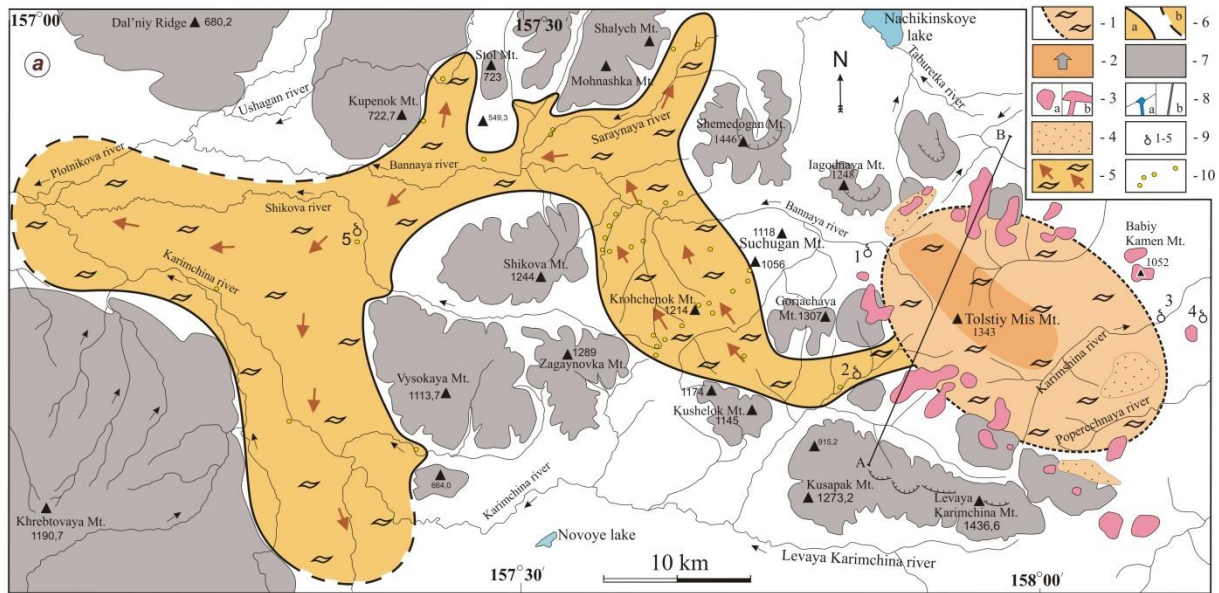 157°00'
157°30'
a
Dal'niy Ridge 680,2
Shalych Mt.
Stol Mt.
723
Mohnashka Mt.
Nachikinskoye
lake
Taburetka river
N
Ushagan river
Kupenok Mt.
722,7
549,3
Saraynaya river
Shemedogan Mt.
1446
Plotnikova river
Bannaya river
Iagodnaya Mt.
1248
B
Shikova river
5
Bannaya river
1118
Suchugan Mt.
1056
1
Babiy
Kamen Mt.
1052
Karimchina river
Shikova Mt.
1244
Krohchenok Mt.
1214
Goriachaya
Mt. 1307
Tolstiy Mis Mt.
1343
3
4
Vysokaya Mt.
1113,7
1289
Zagaynovka Mt.
2
Karimshina river
1174
Kushelok Mt.
1145
Poperechnaya river
664,0
915,2
A
Khrebtovaya Mt.
1190,7
Karimchina river
Kusapak Mt.
1273,2
Levaya
Karimchina Mt.
1436,6
Novoye lake
Levaya Karimchina river
157°30'
10 km
158°00'
- 1
a
b
- 6
- 2
- 7
a
b
- 3
a
b
- 8
- 4
1-5
- 9
- 5
- 10